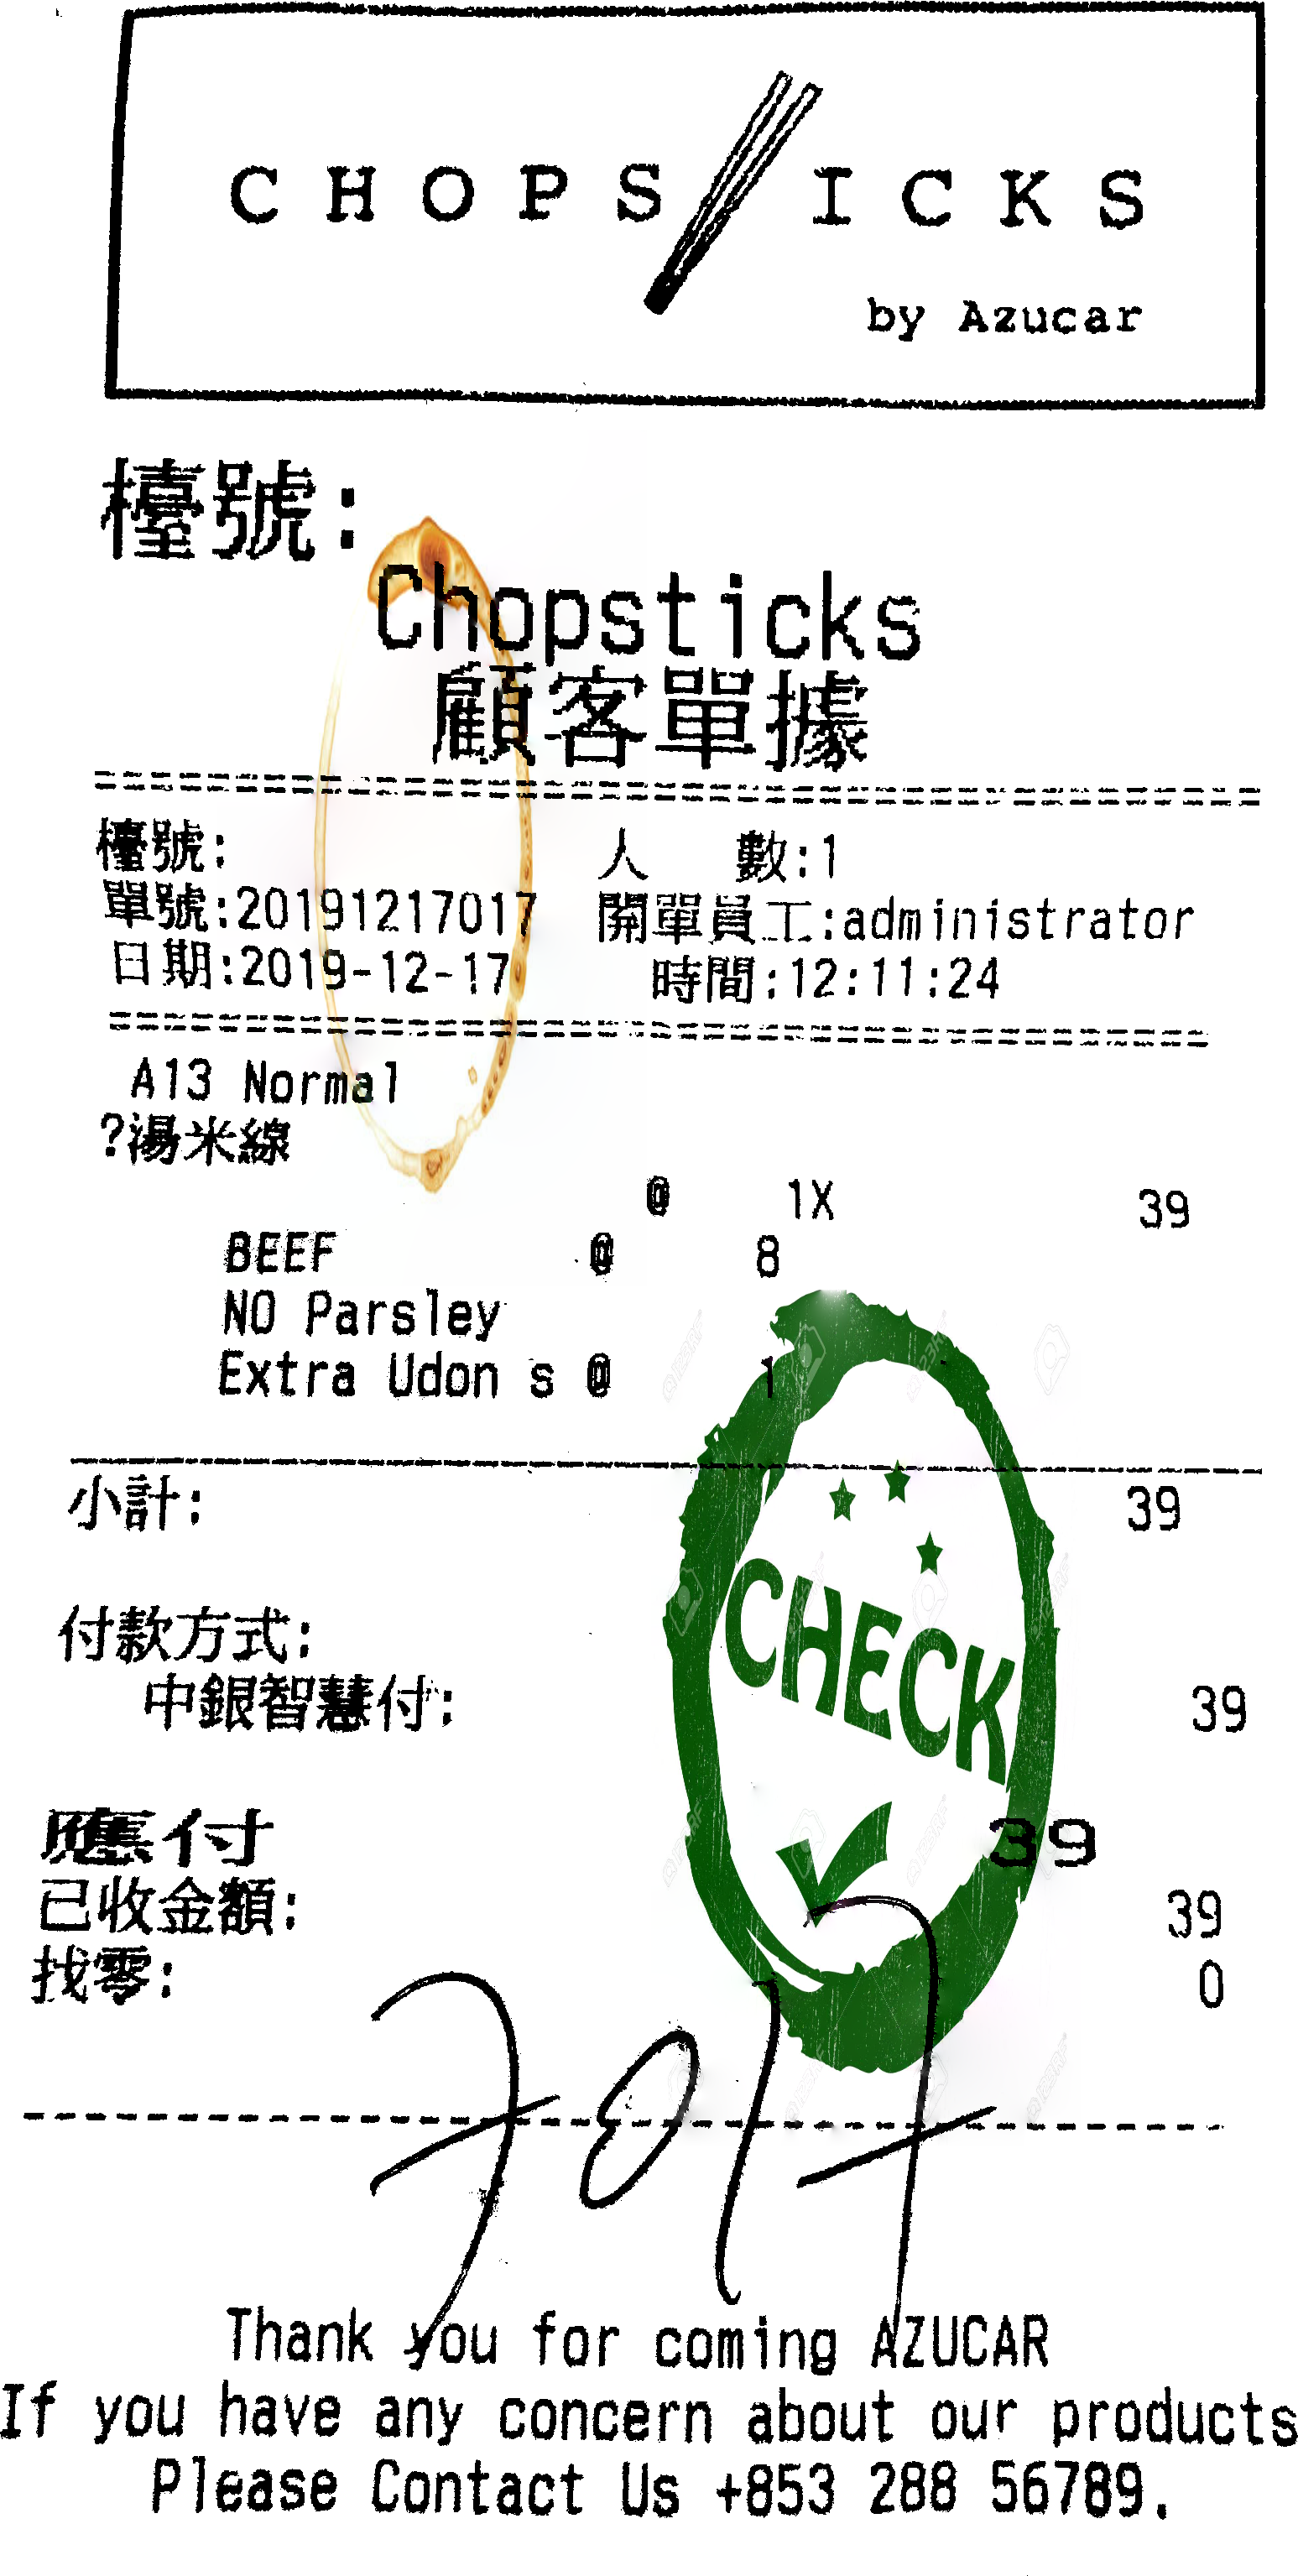 CHOPS ICKS
by Azucar
檯號:
Chopsticks
顧客單據
檯號: 人 數:1
單號:20191217017 開單員工:administrator
日期:2019-12-17 時間:12:11:24
A13 Normal
?湯米線
@ 1X 39
BEEF @ 8
NO Parsley
Extra Udon s @ 1
小計: 39
CHECK
付款方式:
中銀智慧付: 39
應付 39
已收金額: 39
找零: 0
Thank you for coming AZUCAR
If you have any concern about our products
Please Contact Us +853 288 56789.